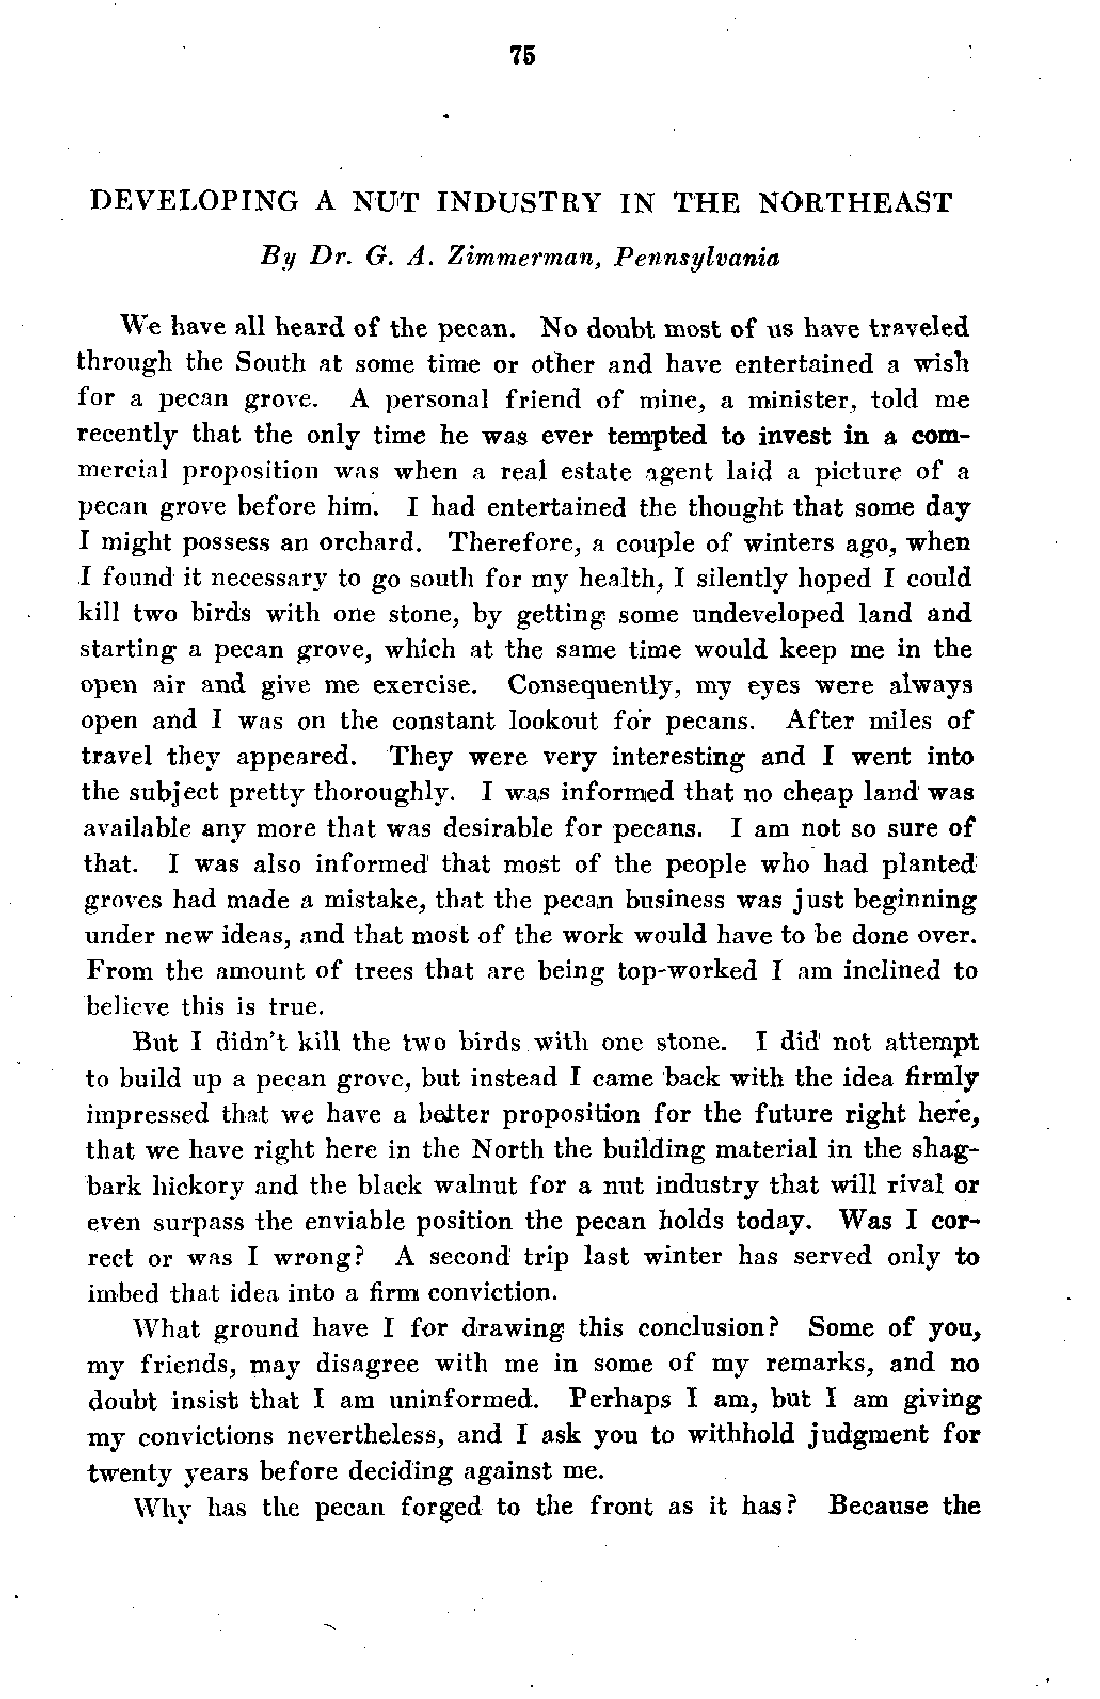 75
DEVELOPING A NUT INDUSTRY IN THE NORTHEAST
By Dr. G. A. Zimmerman, Pennsylvania
We have all heard of the pecan. No doubt most of us have traveled
through the South at some time or other and have entertained a wish
for a pecan grove. A personal friend of mine, a minister, told me
recently that the only time he was ever tempted to invest in a com-
mercial proposition was when a real estate agent laid a picture of a
pecan grove before him. I had entertained the thought that some day
I might possess an orchard. Therefore, a couple of winters ago, when
I found it necessary to go south for my health, I silently hoped I could
kill two birds with one stone, by getting some undeveloped land and
starting a pecan grove, which at the same time would keep me in the
open air and give me exercise. Consequently, my eyes were always
open and I was on the constant lookout for pecans. After miles of
travel they appeared. They were very interesting and I went into
the subject pretty thoroughly. I was informed that no cheap land was
available any more that was desirable for pecans. I am not so sure of
that. I was also informed that most of the people who had planted
groves had made a mistake, that the pecan business was just beginning
under new ideas, and that most of the work would have to be done over.
From the amount of trees that are being top-worked I am inclined to
believe this is true.
But I didn't kill the two birds with one stone. I did not attempt
to build up a pecan grove, but instead I came back with the idea firmly
impressed that we have a better proposition for the future right here,
that we have right here in the North the building material in the shag-
bark hickory and the black walnut for a nut industry that will rival or
even surpass the enviable position the pecan holds today. Was I cor-
rect or was I wrong? A second trip last winter has served only to
imbed that idea into a firm conviction.
What ground have I for drawing this conclusion? Some of you,
my friends, may disagree with me in some of my remarks, and no
doubt insist that I am uninformed. Perhaps I am, but I am giving
my convictions nevertheless, and I ask you to withhold judgment for
twenty years before deciding against me.
Why has the pecan forged to the front as it has? Because the